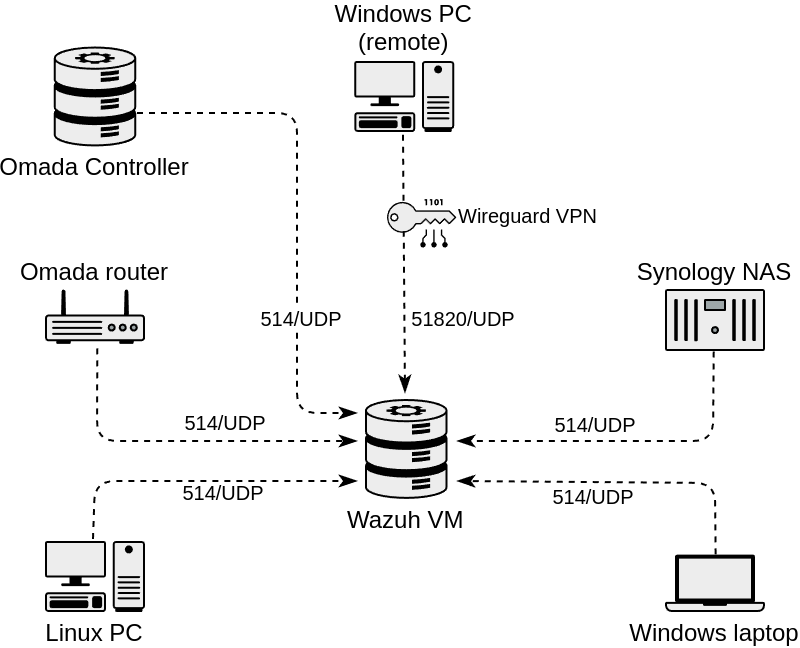 Windows PC
(remote)
Omada Controller
1101
Wireguard VPN
Omada router
Synology NAS
514/UDP
51820/UDP
514/UDP
514/UDP
514/UDP
514/UDP
Wazuh VM
Linux PC
Windows laptop